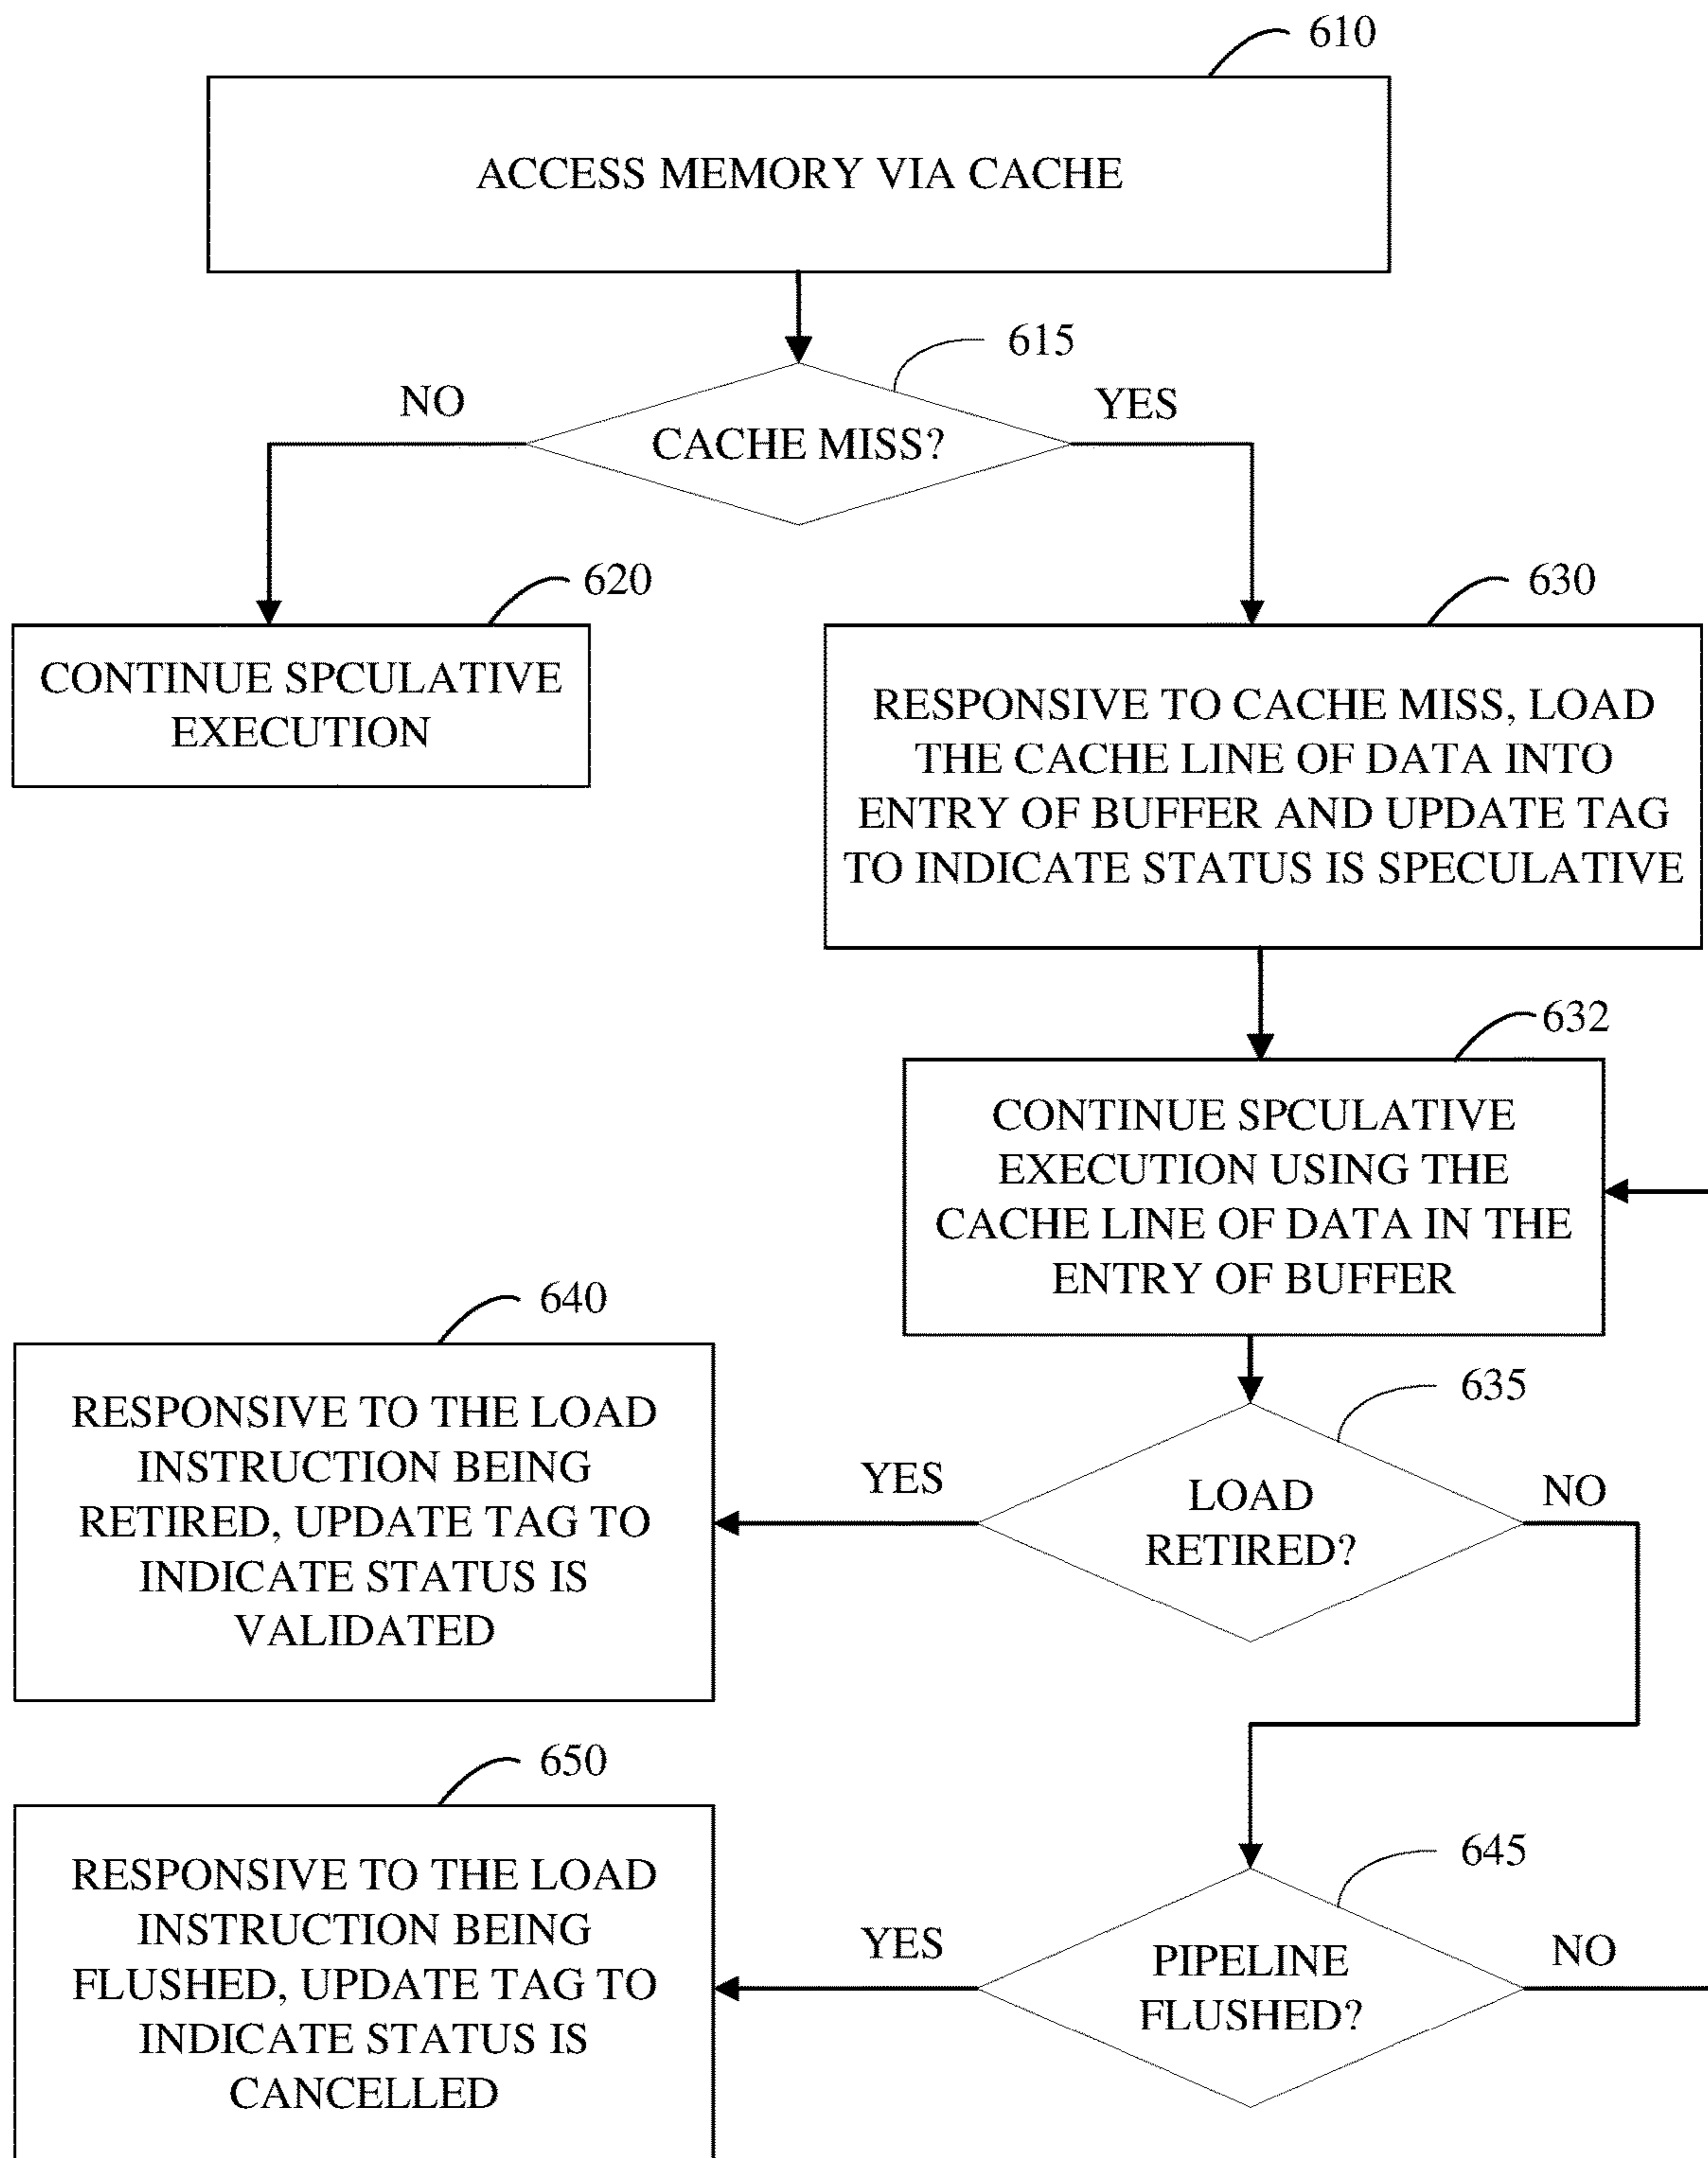 610
ACCESS MEMORY VIA CACHE
615
NO
YES
CACHE MISS?
620
630
CONTINUE SPCULATIVE
EXECUTION
RESPONSIVE TO CACHE MISS, LOAD
THE CACHE LINE OF DATA INTO
ENTRY OF BUFFER AND UPDATE TAG
TO INDICATE STATUS IS SPECULATIVE
632
CONTINUE SPCULATIVE
EXECUTION USING THE
CACHE LINE OF DATA IN THE
ENTRY OF BUFFER
640
635
RESPONSIVE TO THE LOAD
INSTRUCTION BEING
RETIRED, UPDATE TAG TO
INDICATE STATUS IS
VALIDATED
YES
LOAD
RETIRED?
NO
650
645
RESPONSIVE TO THE LOAD
INSTRUCTION BEING
FLUSHED, UPDATE TAG TO
INDICATE STATUS IS
CANCELLED
YES
PIPELINE
FLUSHED?
NO